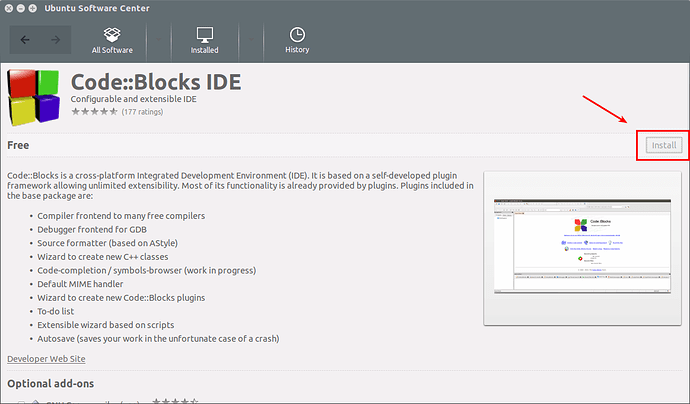 Ubuntu Software Center
All Software
Installed
History
Code::Blocks IDE
Configurable and extensible IDE
(177 ratings)
Free
Install
Code::Blocks is a cross-platform Integrated Development Environment (IDE). It is based on a self-developed plugin
framework allowing unlimited extensibility. Most of its functionality is already provided by plugins. Plugins included in
the base package are:
• Compiler frontend to many free compilers
• Debugger frontend for GDB
• Source formatter (based on AStyle)
• Wizard to create new C++ classes
• Code-completion / symbols-browser (work in progress)
• Default MIME handler
• Wizard to create new Code::Blocks plugins
• To-do list
• Extensible wizard based on scripts
• Autosave (saves your work in the unfortunate case of a crash)
Code::Blocks
Developer Web Site
Optional add-ons